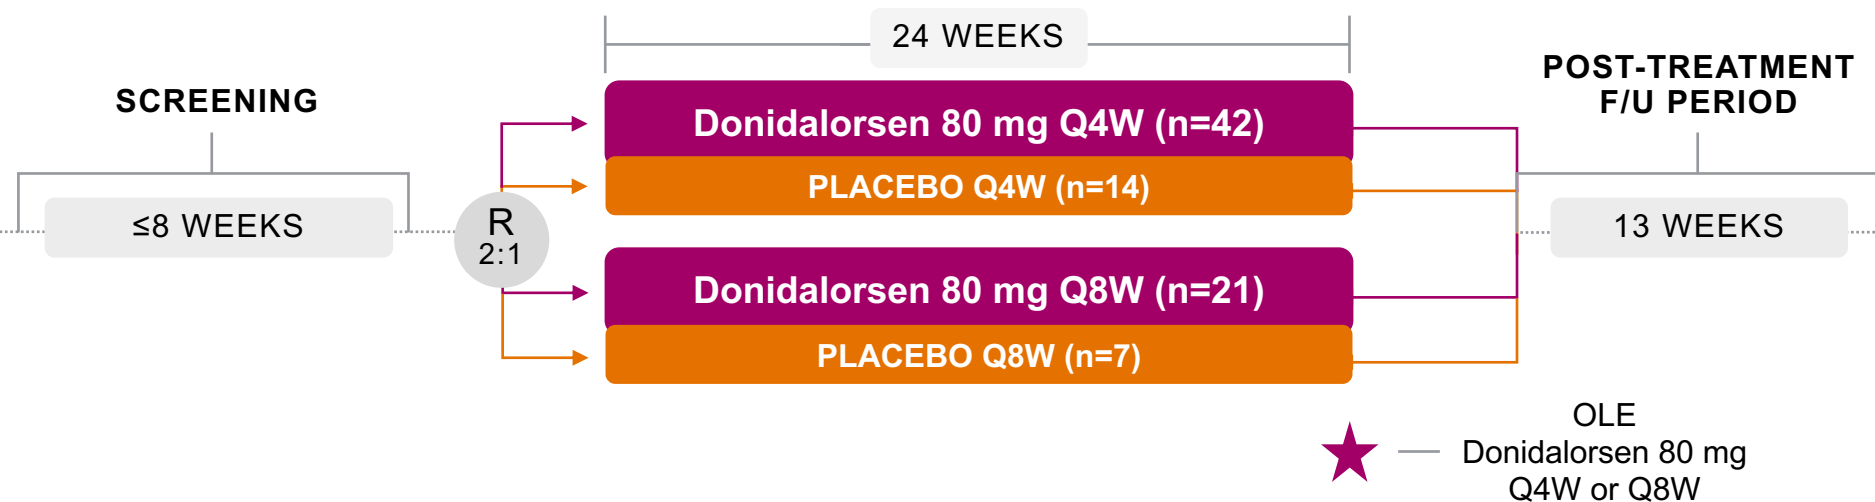 24 WEEKS
SCREENING
POST-TREATMENT
F/U PERIOD
Donidalorsen 80 mg Q4W (n=42)
PLACEBO Q4W (n=14)
≤8 WEEKS
R
2:1
13 WEEKS
Donidalorsen 80 mg Q8W (n=21)
PLACEBO Q8W (n=7)
OLE
Donidalorsen 80 mg
Q4W or Q8W